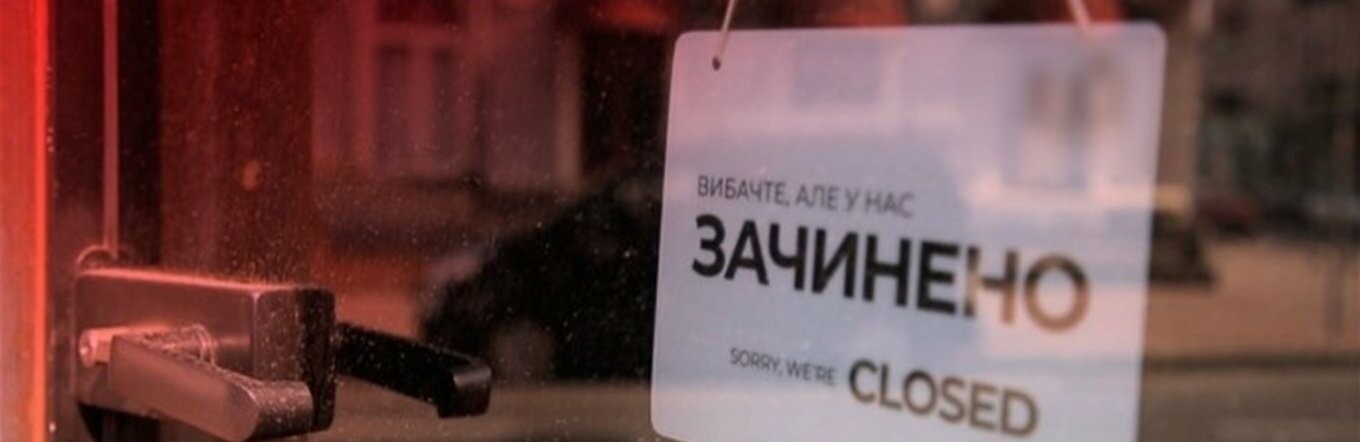 ВИБАЧТЕ, АЛЕ У НАС
ЗАЧИНЕНО
SORRY, WE'RE CLOSED